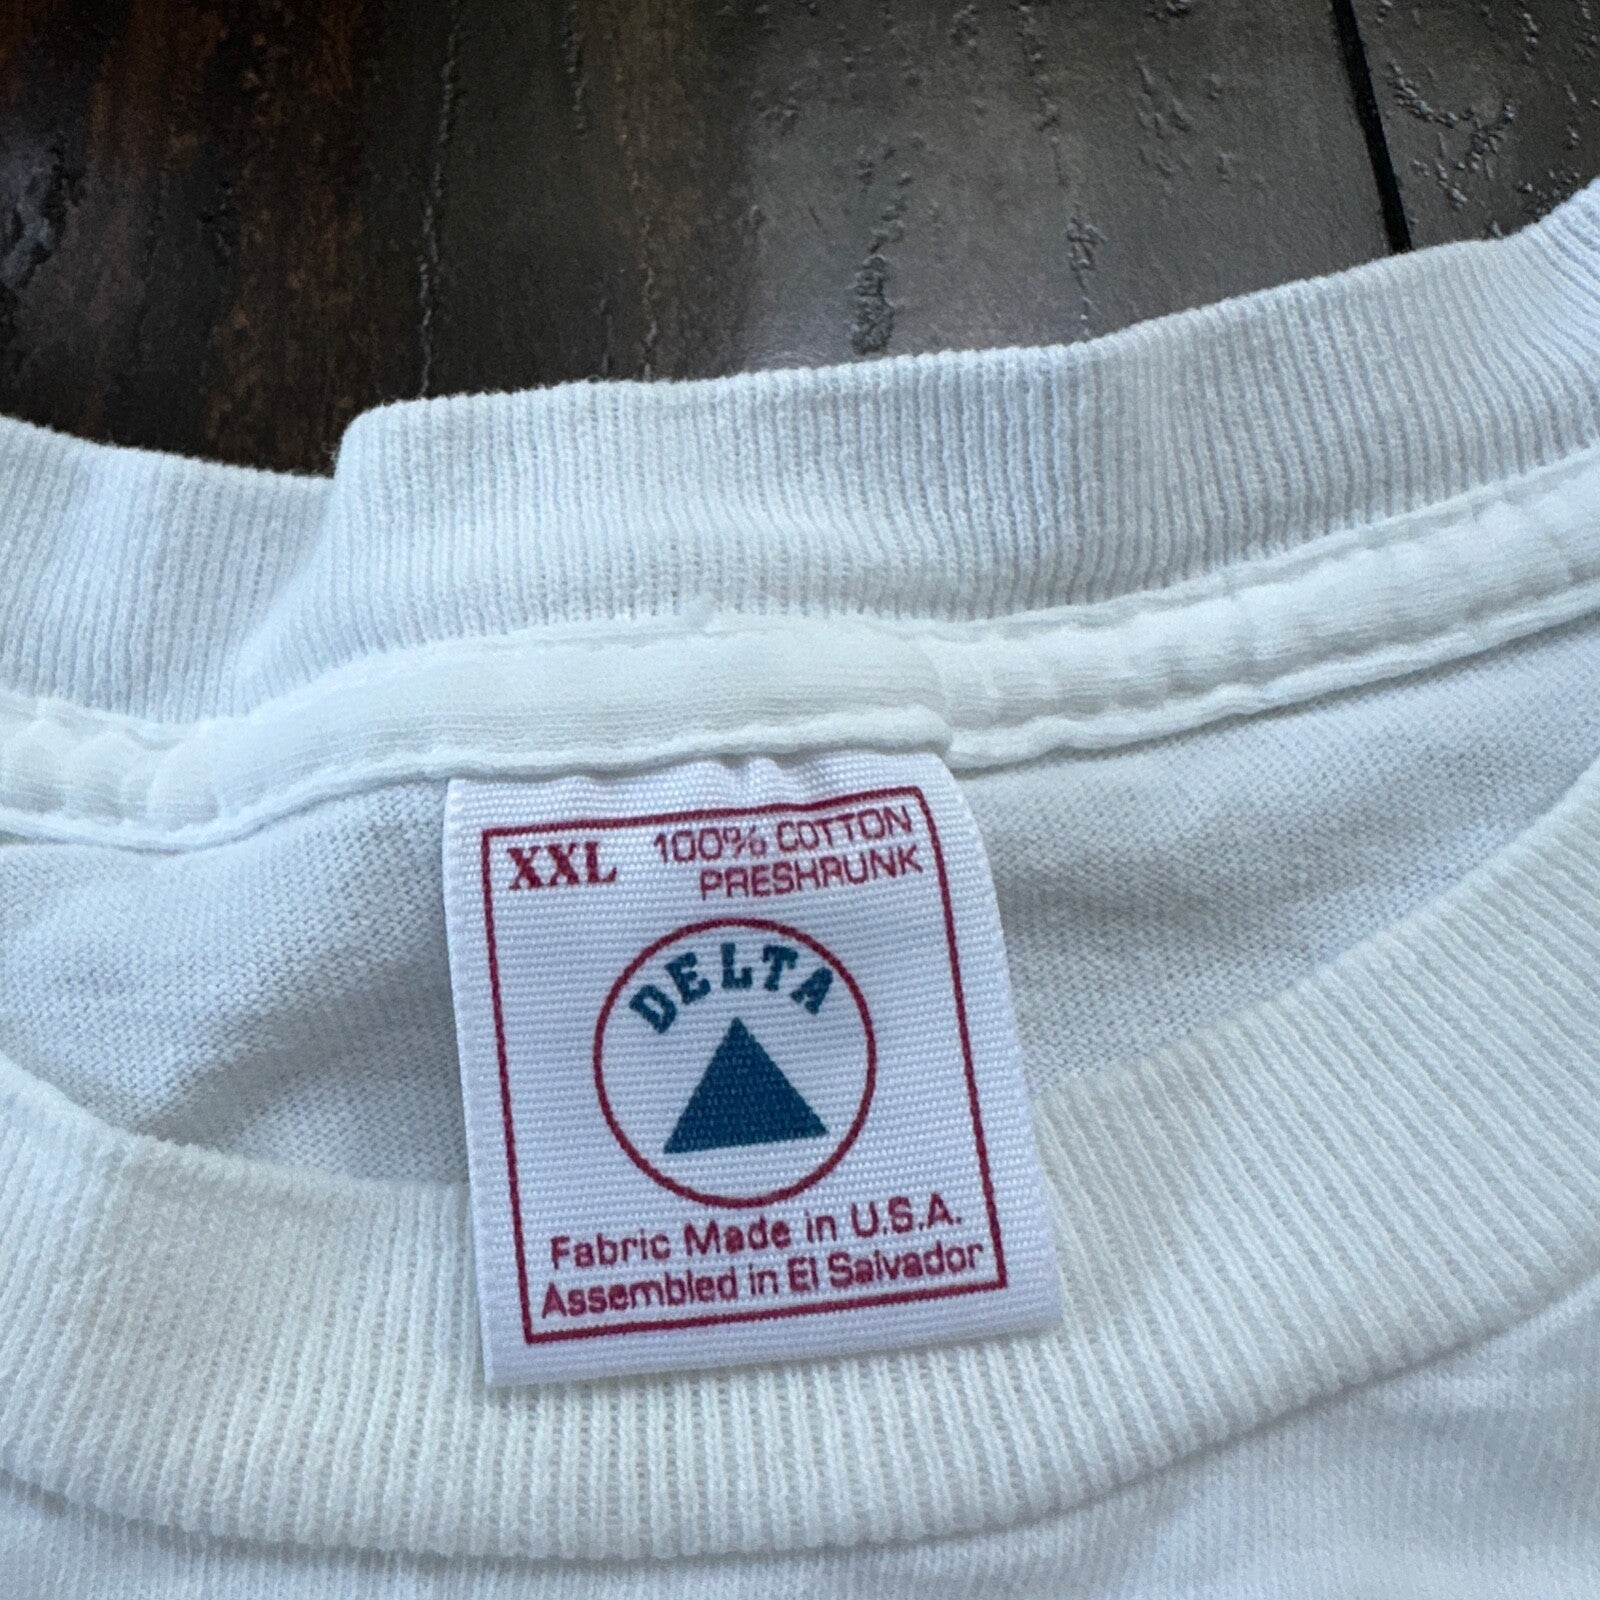 XXL 100% COTTON
PRESHRUNK
DELTA
Fabric Made in U.S.A.
Assembled in El Salvador